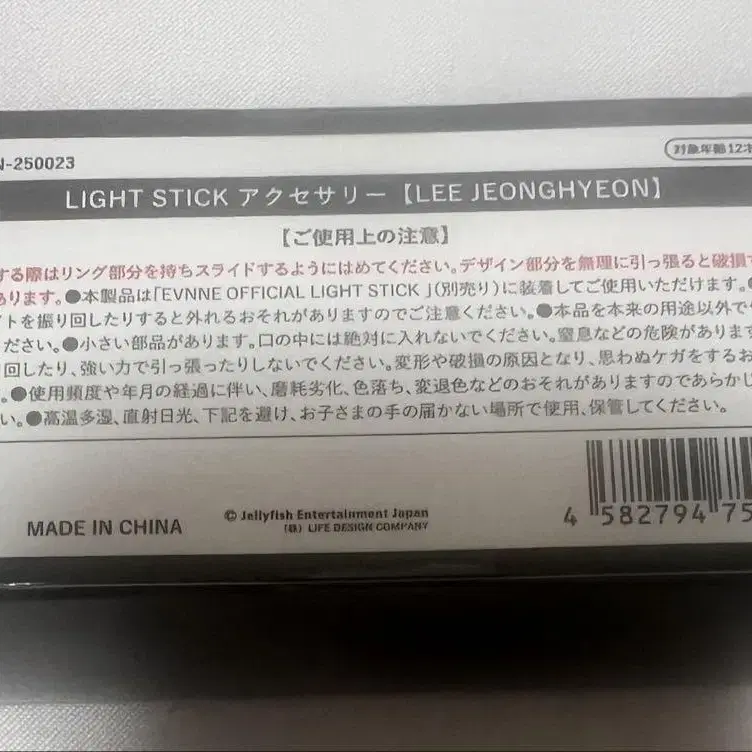 N-250023
対象年齢12才
LIGHT STICK アクセサリー【LEE JEONGHYEON】
【ご使用上の注意】
する際はリング部分を持ちスライドするようにはめてください。デザイン部分を無理に引っ張ると破損す
あります。●本製品は「EVNNE OFFICIAL LIGHT STICK 」(別売り)に装着してご使用いただけます。●
イトを振り回したりすると外れるおそれがありますのでご注意ください。●本品を本来の用途以外で
ださい。●小さい部品があります。口の中には絶対に入れないでください。窒息などの危険があります
回したり、強い力で引っ張ったりしないでください。変形や破損の原因となり、思わぬケガをするお
。●使用頻度や年月の経過に伴い、磨耗劣化、色落ち、変退色などのおそれがありますのであらかじ
い。●高温多湿、直射日光、下記を避け、お子さまの手の届かない場所で使用、保管してください。
MADE IN CHINA
© Jellyfish Entertainment Japan
(株) LIFE DESIGN COMPANY
4 582794 75